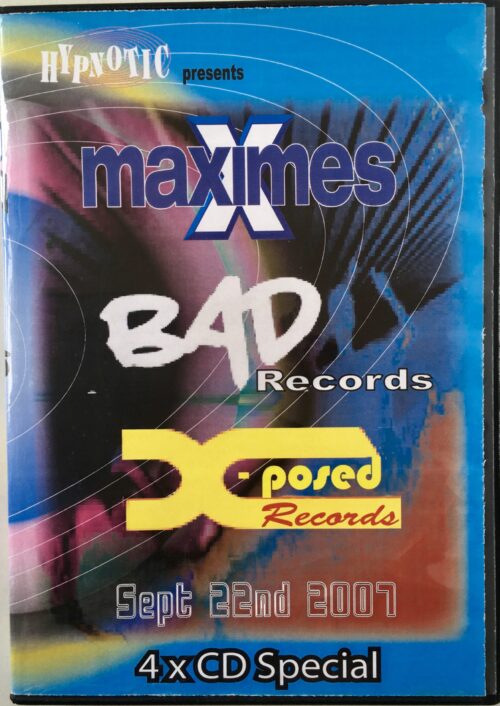 HYPNOTIC presents
maximes
X
BAD
Records
X-posed
Records
Sept 22nd 2007
4 x CD Special